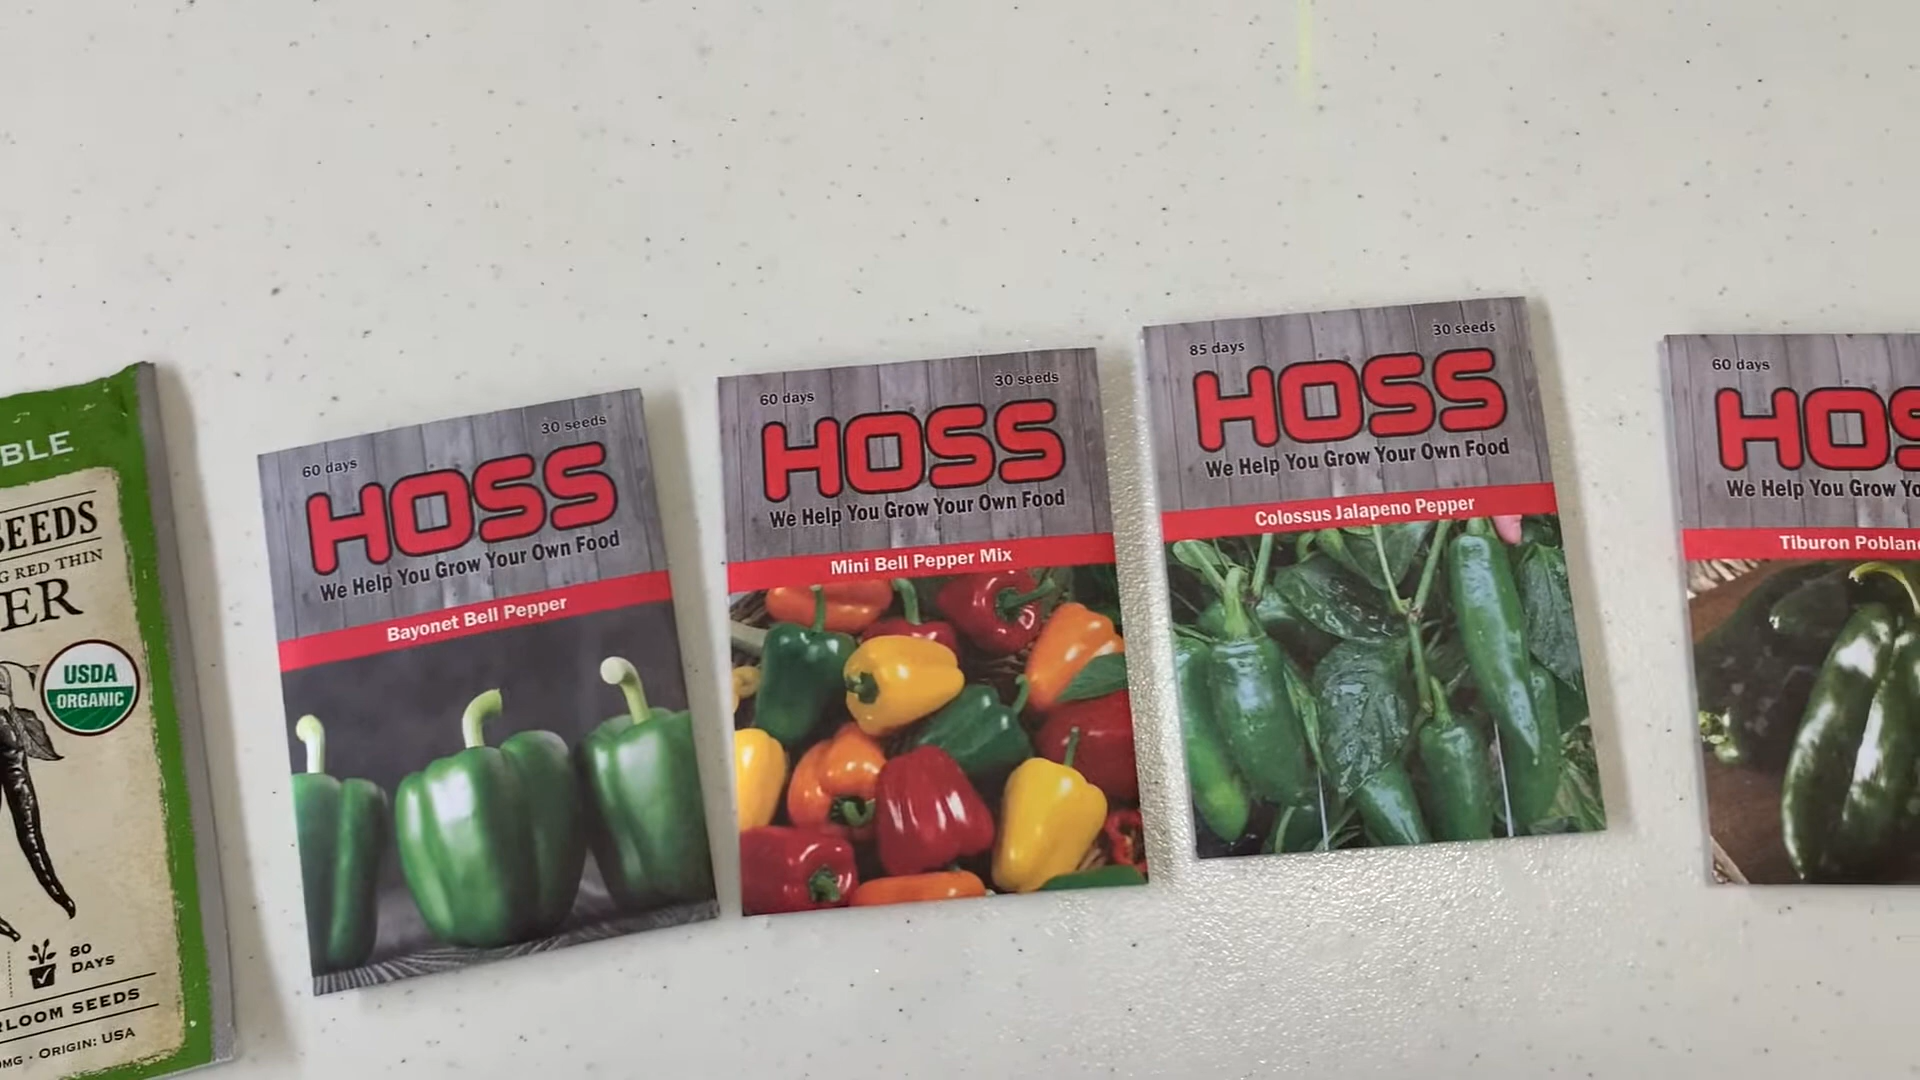 BLE
SEEDS
G RED THIN
ER
USDA
ORGANIC
80
DAYS
RLOOM SEEDS
0MG · ORIGIN: USA
60 days
30 seeds
HOSS
We Help You Grow Your Own Food
Bayonet Bell Pepper
60 days
30 seeds
HOSS
We Help You Grow Your Own Food
Mini Bell Pepper Mix
85 days
30 seeds
HOSS
We Help You Grow Your Own Food
Colossus Jalapeno Pepper
60 days
HOS
We Help You Grow Yo
Tiburon Poblan